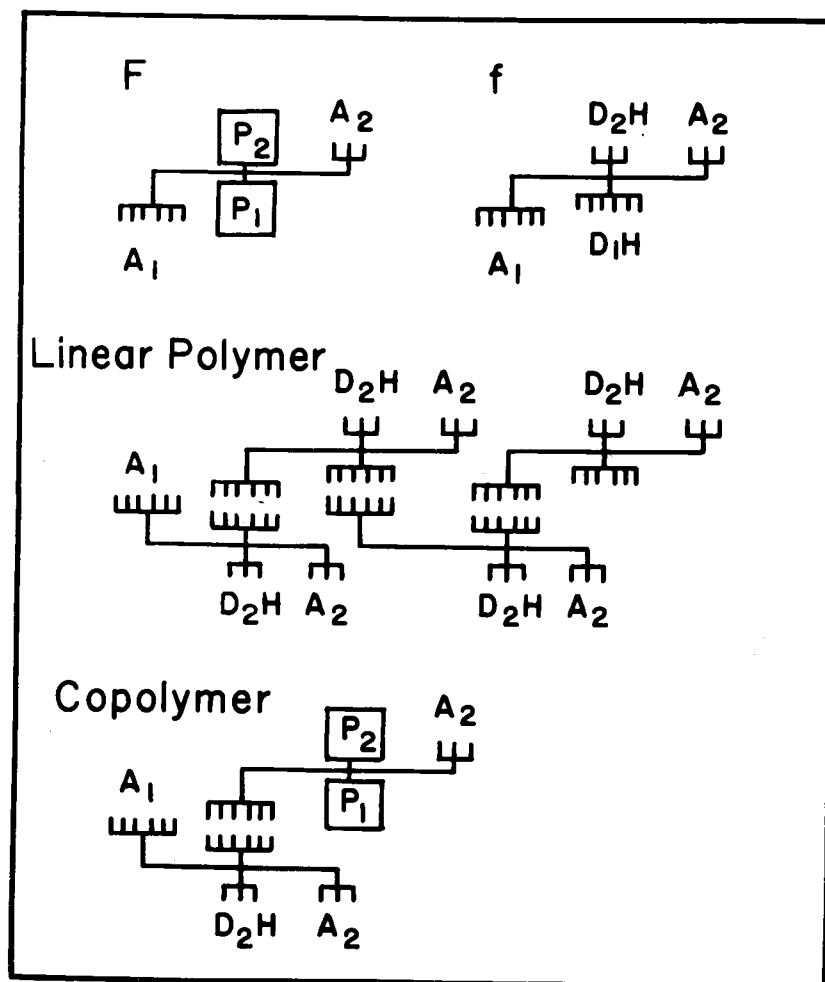 F f
P2 A2 D2H A2
P1
A1 A1 D1H
Linear Polymer
D2H A2 D2H A2
A1
D2H A2 D2H A2
Copolymer
P2 A2
A1 P1
D2H A2